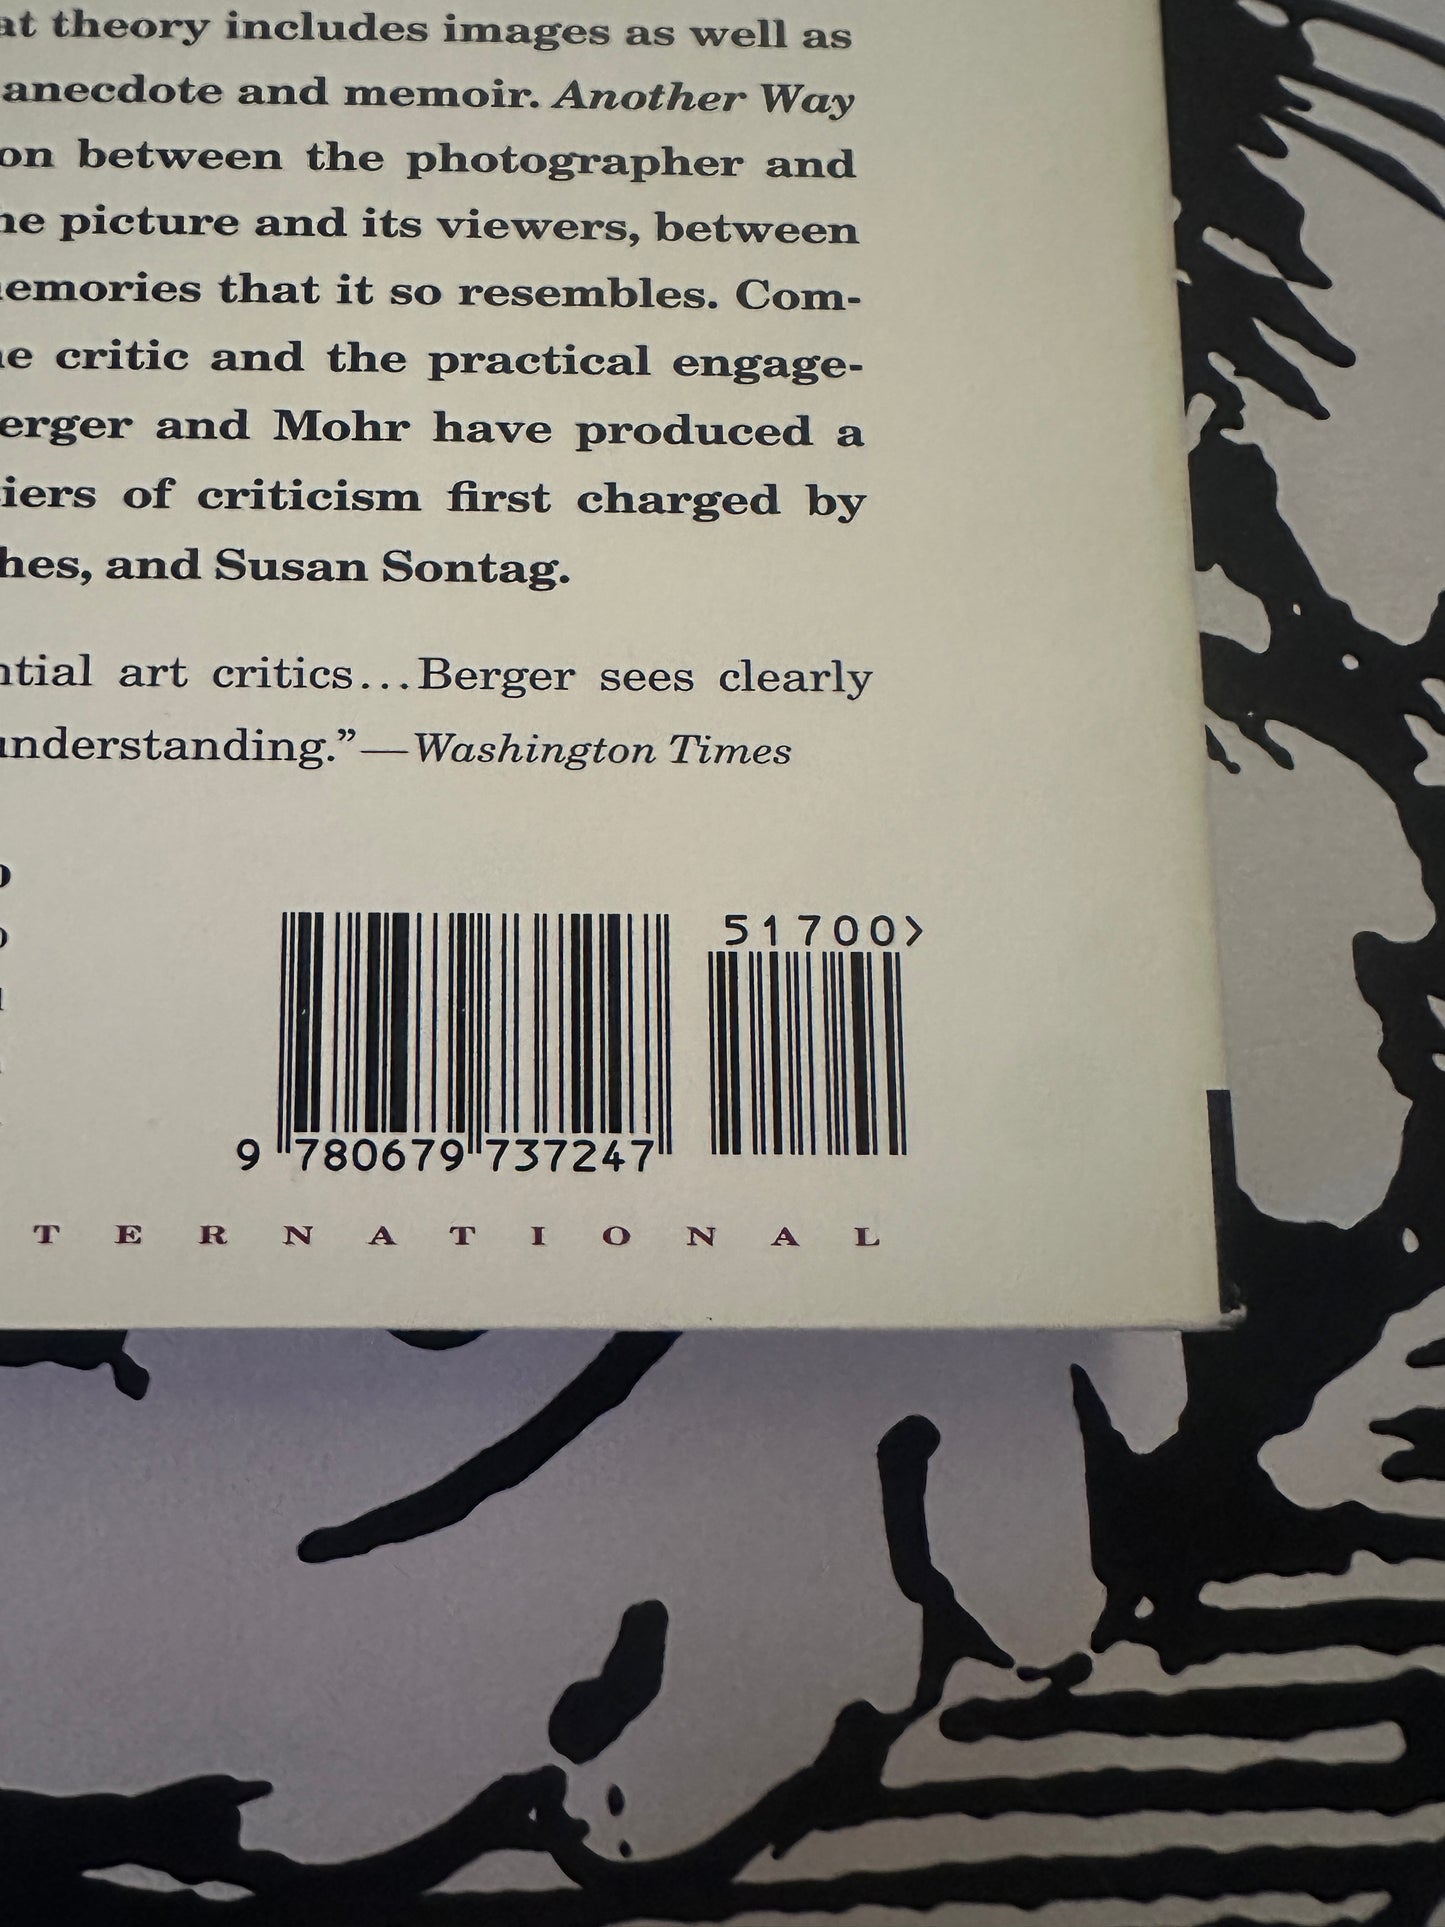 at theory includes images as well as
anecdote and memoir. Another Way
on between the photographer and
he picture and its viewers, between
emories that it so resembles. Com-
e critic and the practical engage-
erger and Mohr have produced a
iers of criticism first charged by
hes, and Susan Sontag.
ntial art critics...Berger sees clearly
understanding.”—Washington Times
51700>
9 780679 737247
T E R N A T I O N A L